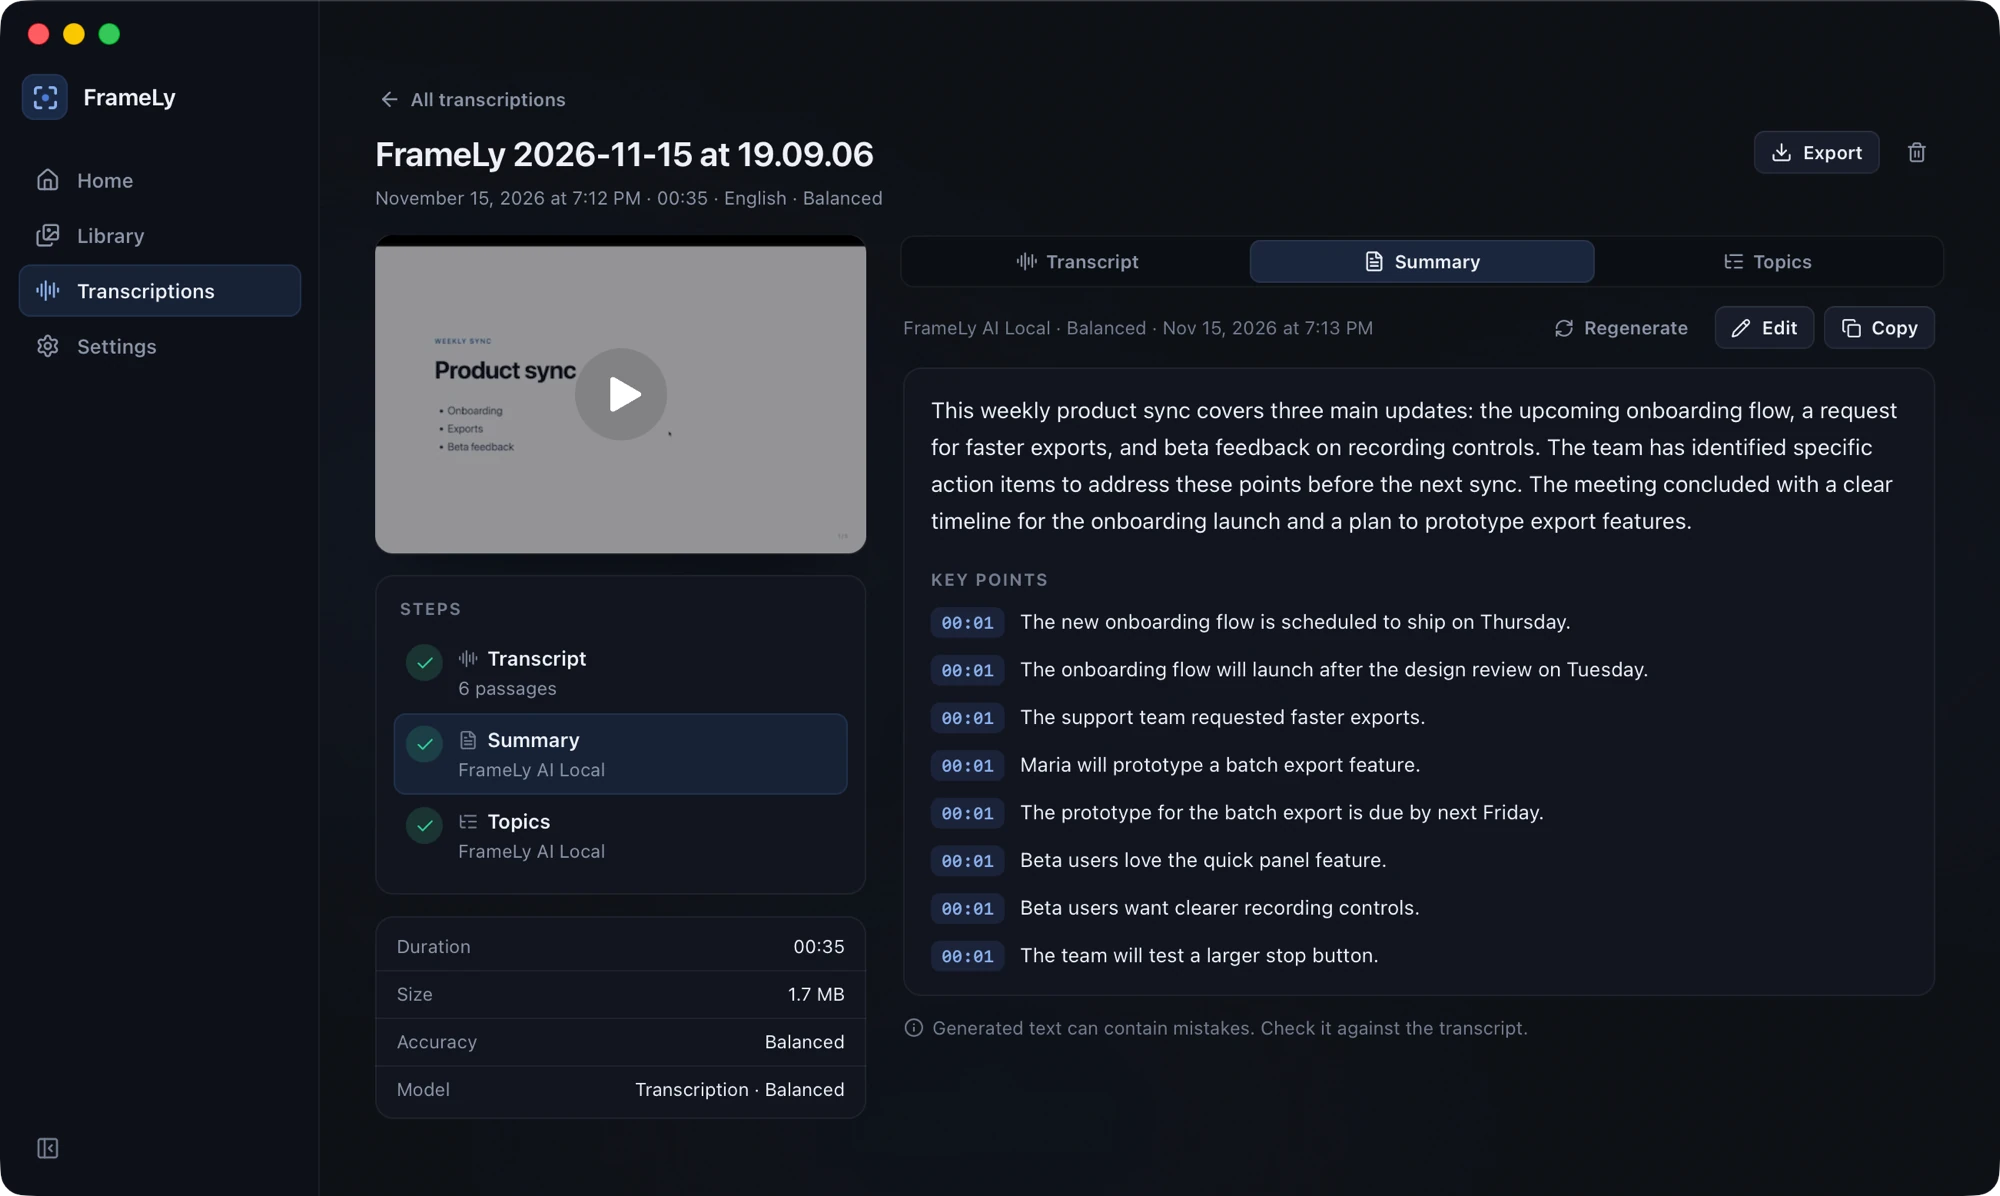 FrameLy
Home
Library
Transcriptions
Settings
All transcriptions
FrameLy 2026-11-15 at 19.09.06
November 15, 2026 at 7:12 PM · 00:35 · English · Balanced
Export
WEEKLY SYNC
Product sync
• Onboarding
• Exports
• Beta feedback
STEPS
Transcript
6 passages
Summary
FrameLy AI Local
Topics
FrameLy AI Local
Duration 00:35
Size 1.7 MB
Accuracy Balanced
Model Transcription · Balanced
Transcript Summary Topics
FrameLy AI Local · Balanced · Nov 15, 2026 at 7:13 PM
Regenerate Edit Copy
This weekly product sync covers three main updates: the upcoming onboarding flow, a request
for faster exports, and beta feedback on recording controls. The team has identified specific
action items to address these points before the next sync. The meeting concluded with a clear
timeline for the onboarding launch and a plan to prototype export features.
KEY POINTS
00:01 The new onboarding flow is scheduled to ship on Thursday.
00:01 The onboarding flow will launch after the design review on Tuesday.
00:01 The support team requested faster exports.
00:01 Maria will prototype a batch export feature.
00:01 The prototype for the batch export is due by next Friday.
00:01 Beta users love the quick panel feature.
00:01 Beta users want clearer recording controls.
00:01 The team will test a larger stop button.
Generated text can contain mistakes. Check it against the transcript.